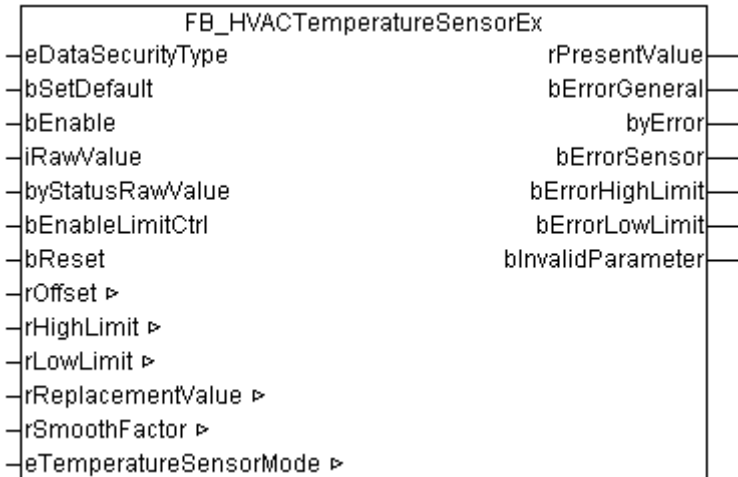 FB_HVACTemperatureSensorEx
eDataSecurityType rPresentValue
bSetDefault bErrorGeneral
bEnable byError
iRawValue bErrorSensor
byStatusRawValue bErrorHighLimit
bEnableLimitCtrl bErrorLowLimit
bReset bInvalidParameter
rOffset ▹
rHighLimit ▹
rLowLimit ▹
rReplacementValue ▹
rSmoothFactor ▹
eTemperatureSensorMode ▹